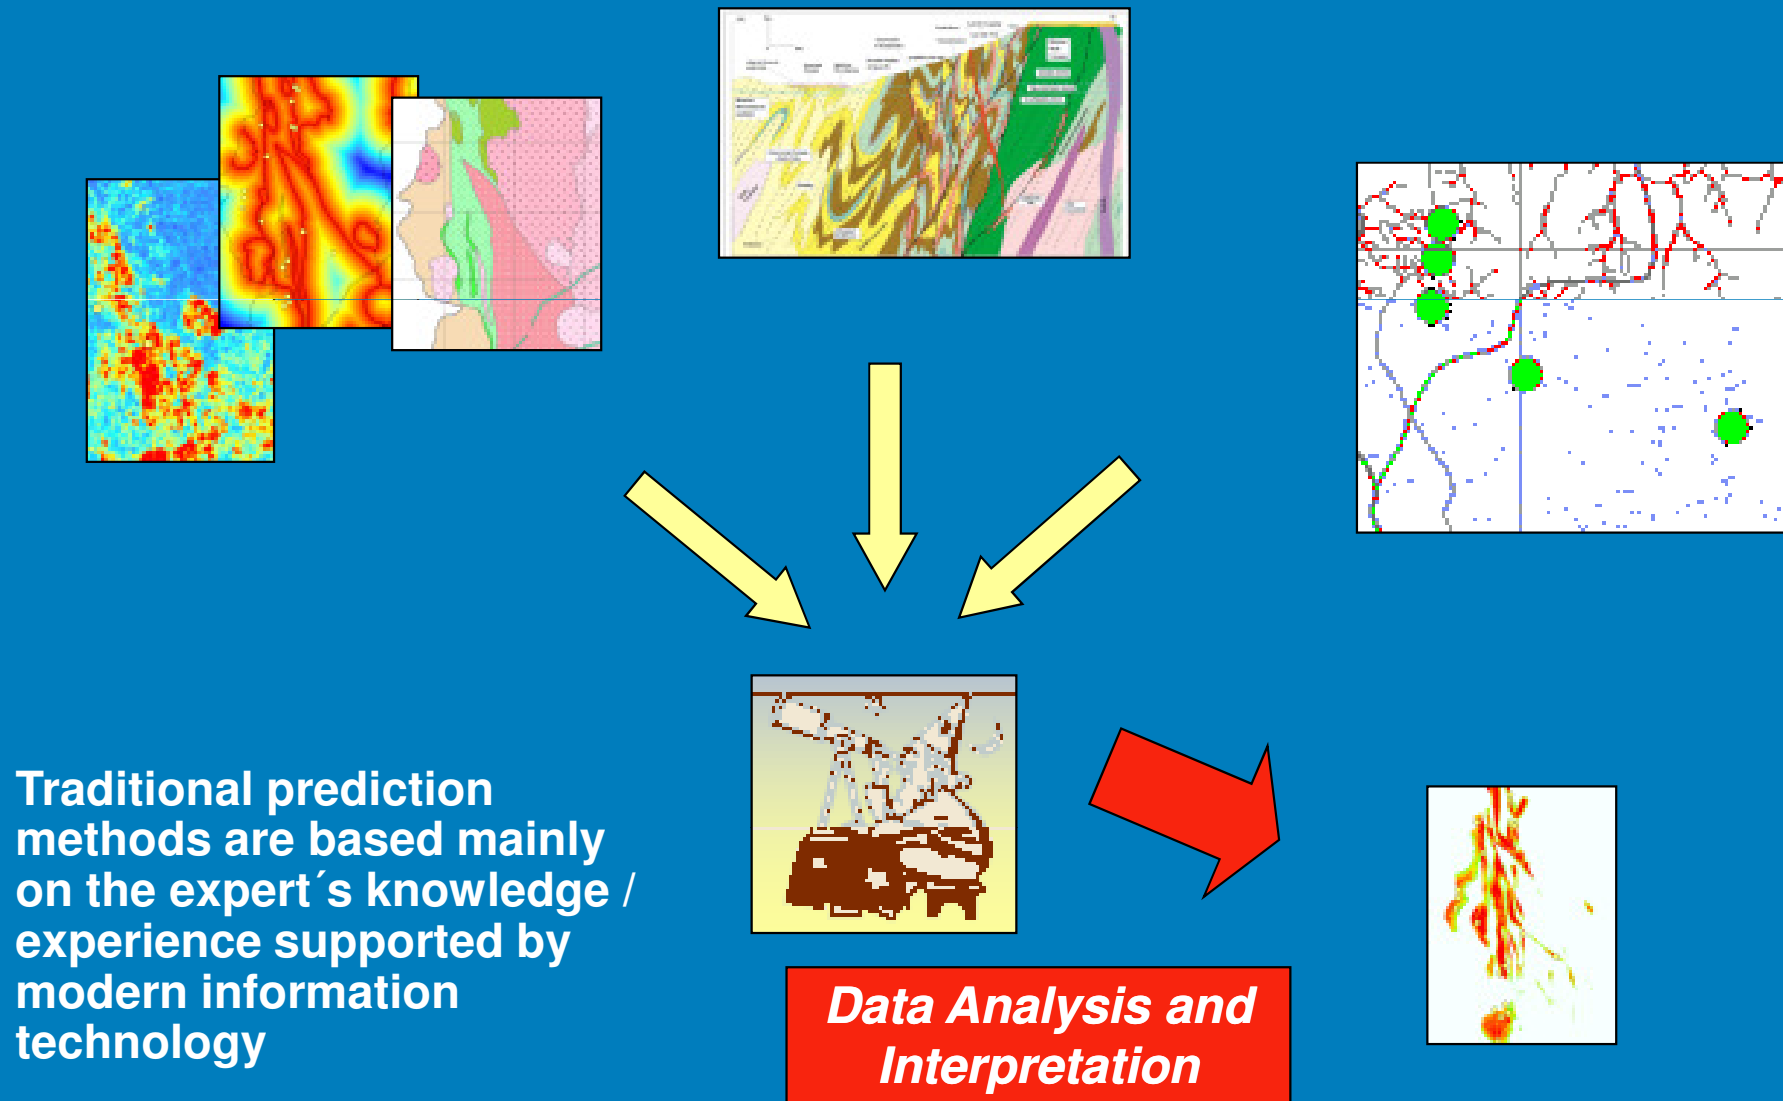 Traditional prediction
methods are based mainly
on the expert´s knowledge /
experience supported by
modern information
technology
Data Analysis and
Interpretation